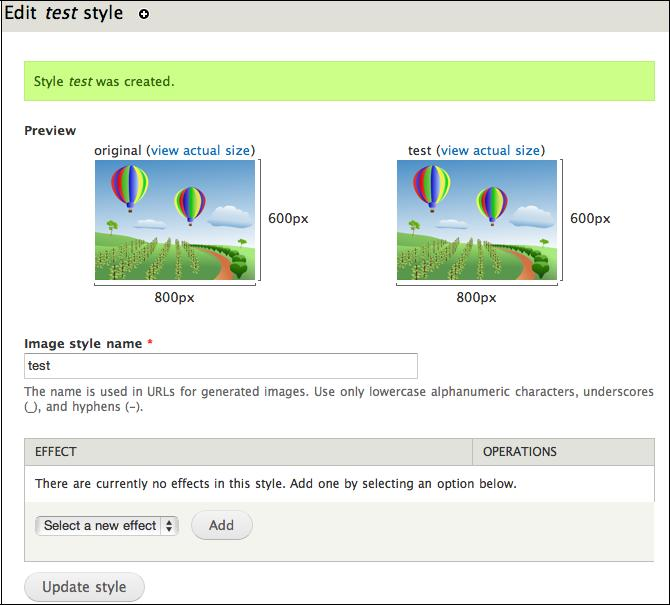 Edit test style
Style test was created.
Preview
original (view actual size)
600px
800px
test (view actual size)
600px
800px
Image style name *
test
The name is used in URLs for generated images. Use only lowercase alphanumeric characters, underscores
(_), and hyphens (-).
EFFECT OPERATIONS
There are currently no effects in this style. Add one by selecting an option below.
Select a new effect Add
Update style